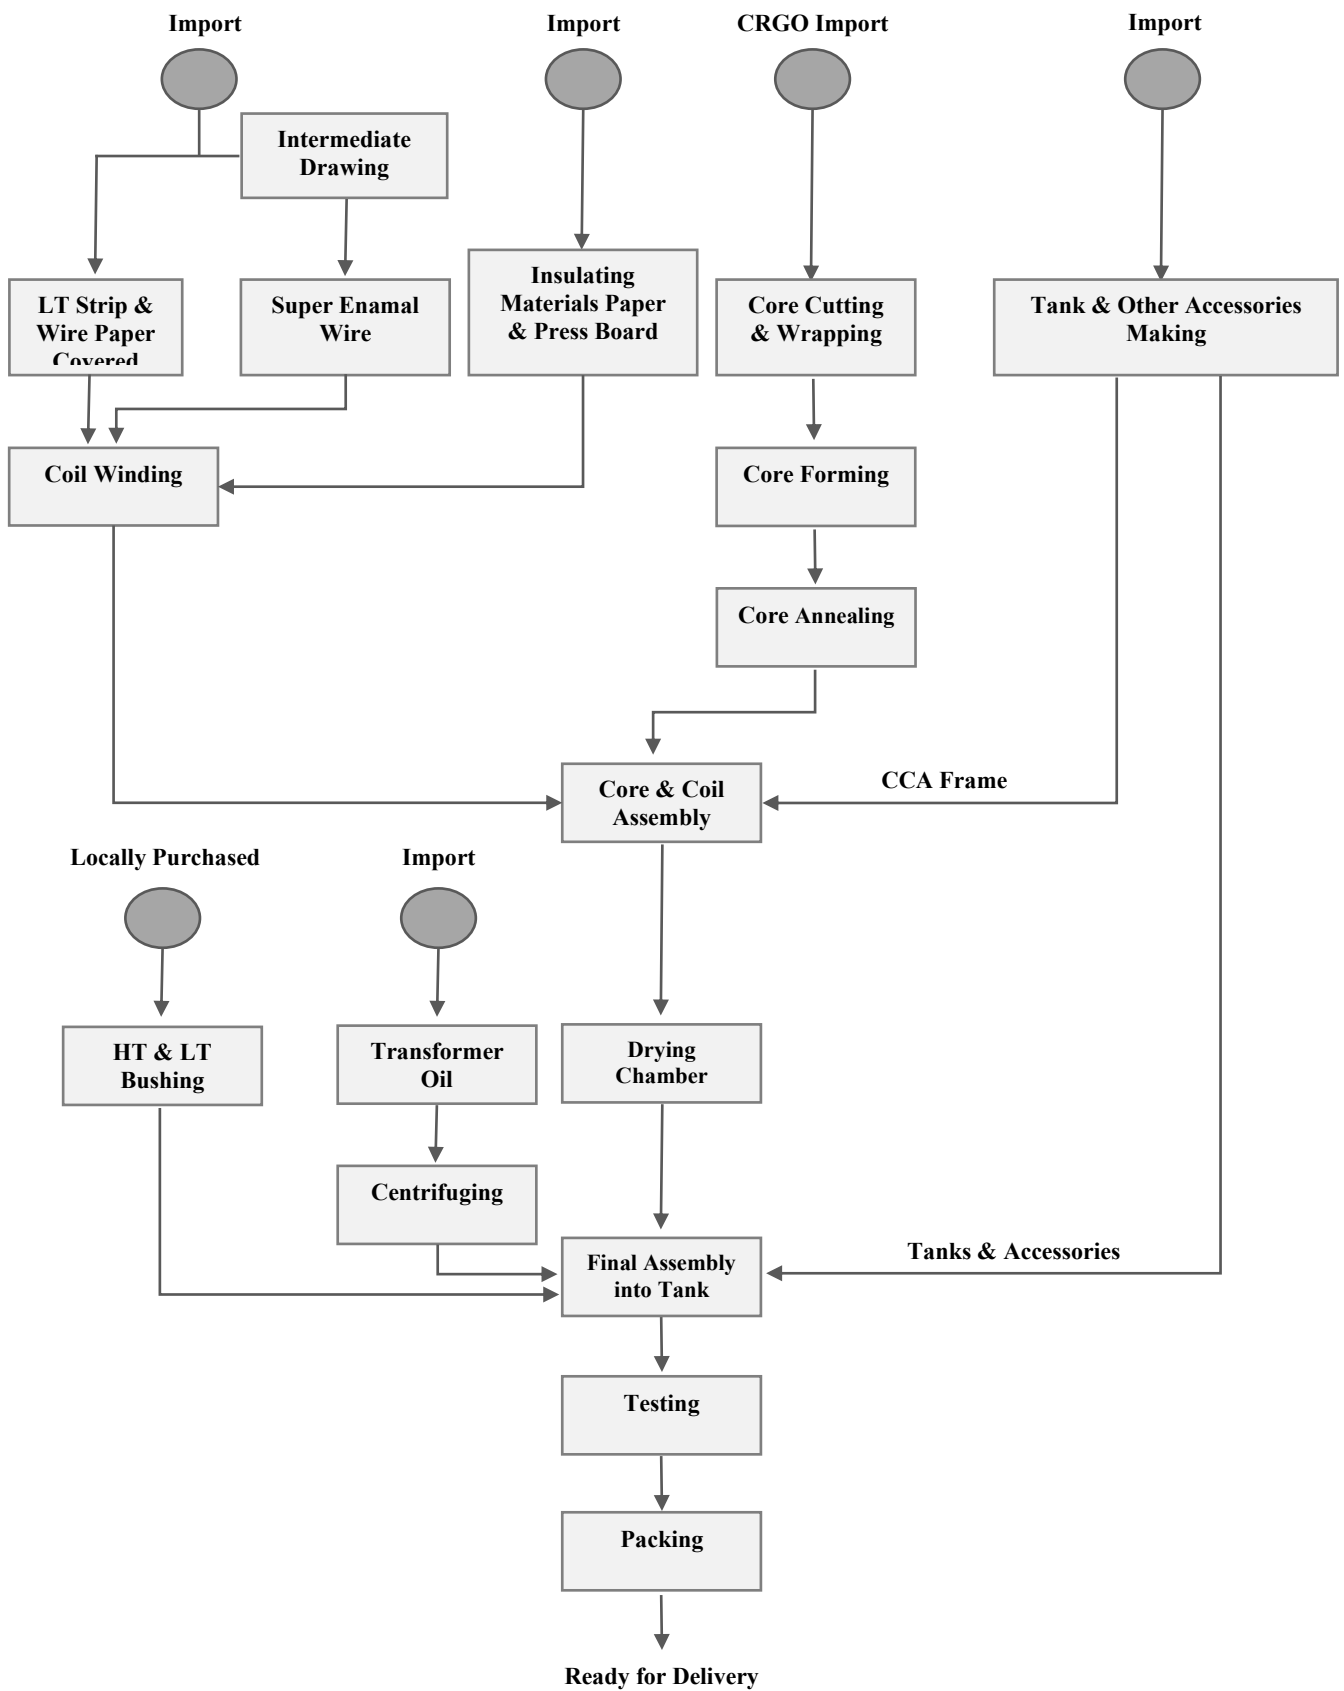 Import
Import
CRGO Import
Import
Intermediate
Drawing
LT Strip &
Wire Paper
Covered
Super Enamal
Wire
Insulating
Materials Paper
& Press Board
Core Cutting
& Wrapping
Tank & Other Accessories
Making
Coil Winding
Core Forming
Core Annealing
Core & Coil
Assembly
CCA Frame
Locally Purchased
Import
HT & LT
Bushing
Transformer
Oil
Drying
Chamber
Centrifuging
Final Assembly
into Tank
Tanks & Accessories
Testing
Packing
Ready for Delivery